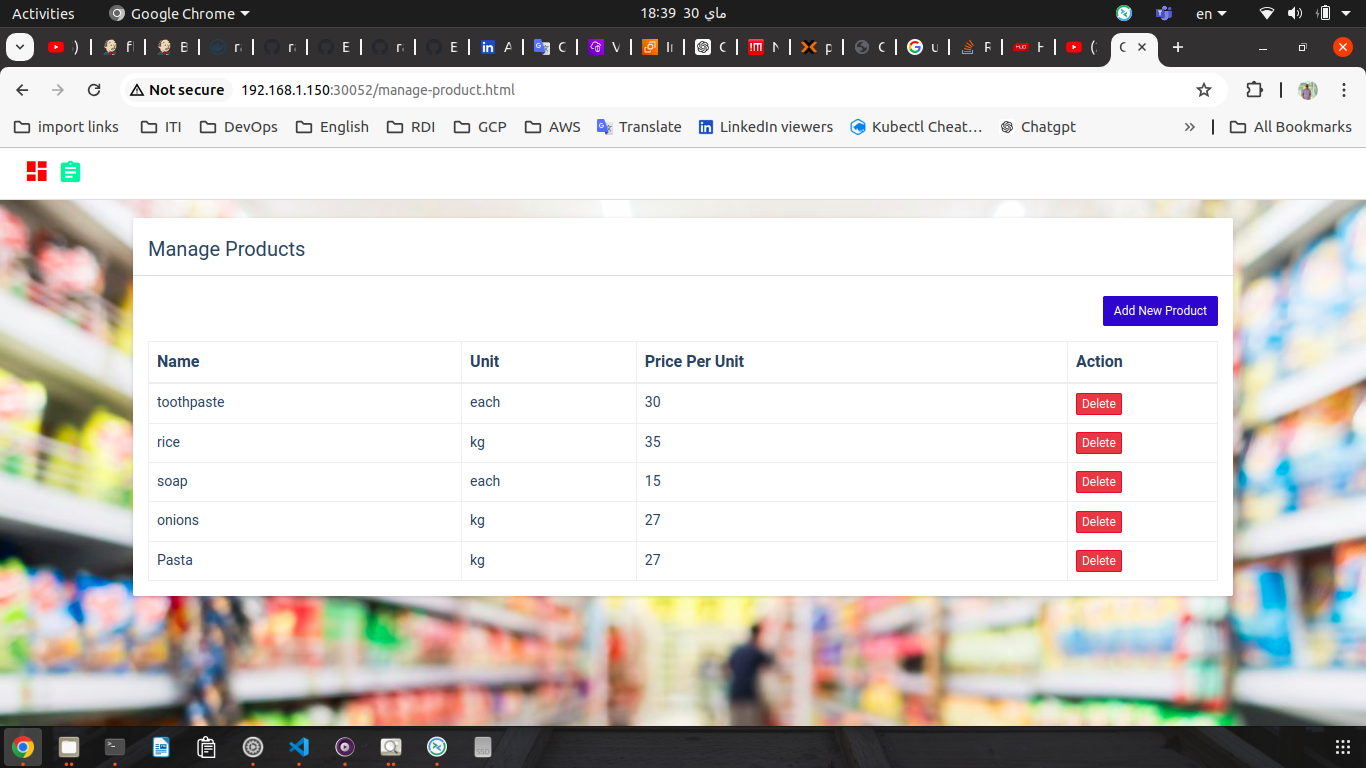 Activities Google Chrome 18:39 30 ماي en
Not secure 192.168.1.150:30052/manage-product.html
import links ITI DevOps English RDI GCP AWS Translate LinkedIn viewers Kubectl Cheat… Chatgpt » All Bookmarks
Manage Products
Add New Product
Name Unit Price Per Unit Action
toothpaste each 30 Delete
rice kg 35 Delete
soap each 15 Delete
onions kg 27 Delete
Pasta kg 27 Delete